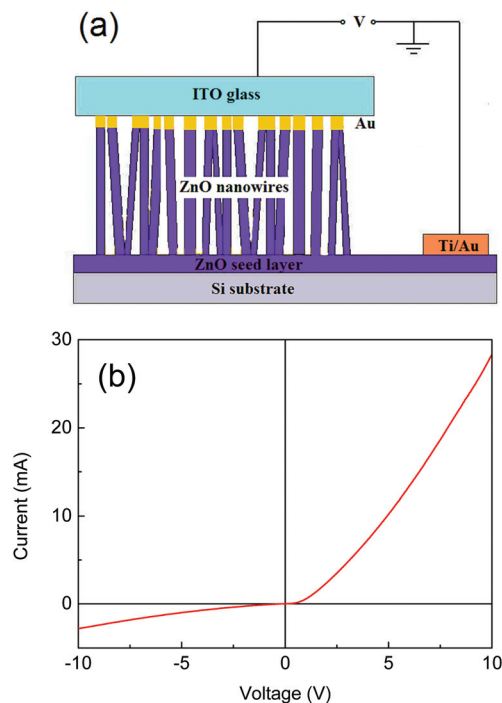 (a)
V
ITO glass
Au
ZnO nanowires
Ti/Au
ZnO seed layer
Si substrate
(b)
30
20
10
0
-10
-5
0
5
10
Current (mA)
Voltage (V)